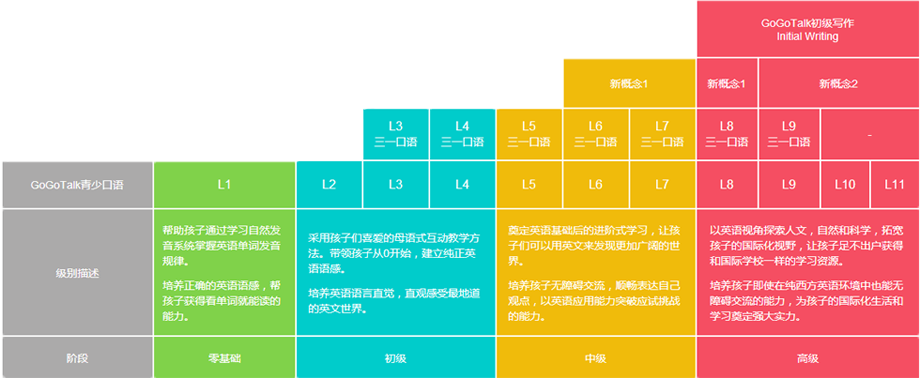 GoGoTalk初级写作
Initial Writing
新概念1
新概念1
新概念2
L3
三一口语
L4
三一口语
L5
三一口语
L6
三一口语
L7
三一口语
L8
三一口语
L9
三一口语
-
GoGoTalk青少口语
L1
L2
L3
L4
L5
L6
L7
L8
L9
L10
L11
级别描述
帮助孩子通过学习自然发
音系统掌握英语单词发音
规律。
培养正确的英语语感，帮
孩子获得看单词就能读的
能力。
采用孩子们喜爱的母语式互动教学方
法。带领孩子从0开始，建立纯正英
语语感。
培养英语语言直觉，直观感受最地道
的英文世界。
奠定英语基础后的进阶式学习，让孩
子们可以用英文来发现更加广阔的世
界。
培养孩子无障碍交流，顺畅表达自己
观点，以英语应用能力突破应试挑战
的能力。
以英语视角探索人文，自然和科学，拓宽
孩子的国际化视野，让孩子足不出户获得
和国际学校一样的学习资源。
培养孩子即使在纯西方英语环境中也能无
障碍交流的能力，为孩子的国际化生活和
学习奠定强大实力。
阶段
零基础
初级
中级
高级